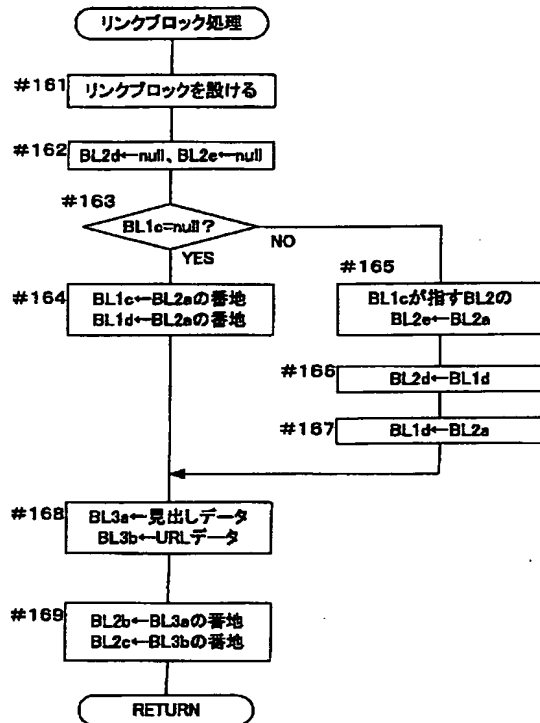 リンクブロック処理
#161
リンクブロックを設ける
#162
BL2d←null、BL2e←null
#163
BL1c=null?
NO
YES
#164
BL1c←BL2aの番地
BL1d←BL2aの番地
#165
BL1cが指すBL2の
BL2e←BL2a
#166
BL2d←BL1d
#167
BL1d←BL2a
#168
BL3a←見出しデータ
BL3b←URLデータ
#169
BL2b←BL3aの番地
BL2c←BL3bの番地
RETURN